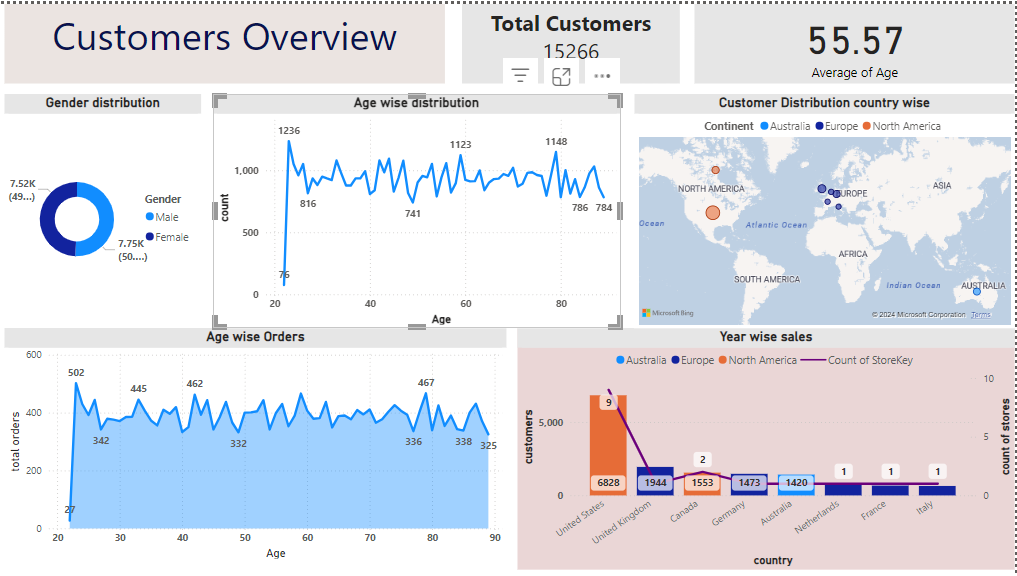 Customers Overview
Total Customers
15266
55.57
Average of Age
Gender distribution
7.52K
(49...)
Gender
Male
Female
7.75K
(50....)
Age wise distribution
count
1,000
500
0
1236
816
741
1123
1148
786
784
76
20
40
60
80
Age
Customer Distribution country wise
Continent
Australia
Europe
North America
NORTH AMERICA
EUROPE
ASIA
Ocean
Atlantic Ocean
AFRICA
SOUTH AMERICA
Indian Ocean
AUSTRALIA
Microsoft Bing
© 2024 Microsoft Corporation
Terms
Age wise Orders
total orders
600
400
200
0
502
342
445
462
332
336
467
338
325
27
20
30
40
50
60
70
80
90
Age
Year wise sales
Australia
Europe
North America
Count of StoreKey
customers
5,000
0
count of stores
10
5
0
9
2
1
1
1
6828
1944
1553
1473
1420
United States
United Kingdom
Canada
Germany
Australia
Netherlands
France
Italy
country